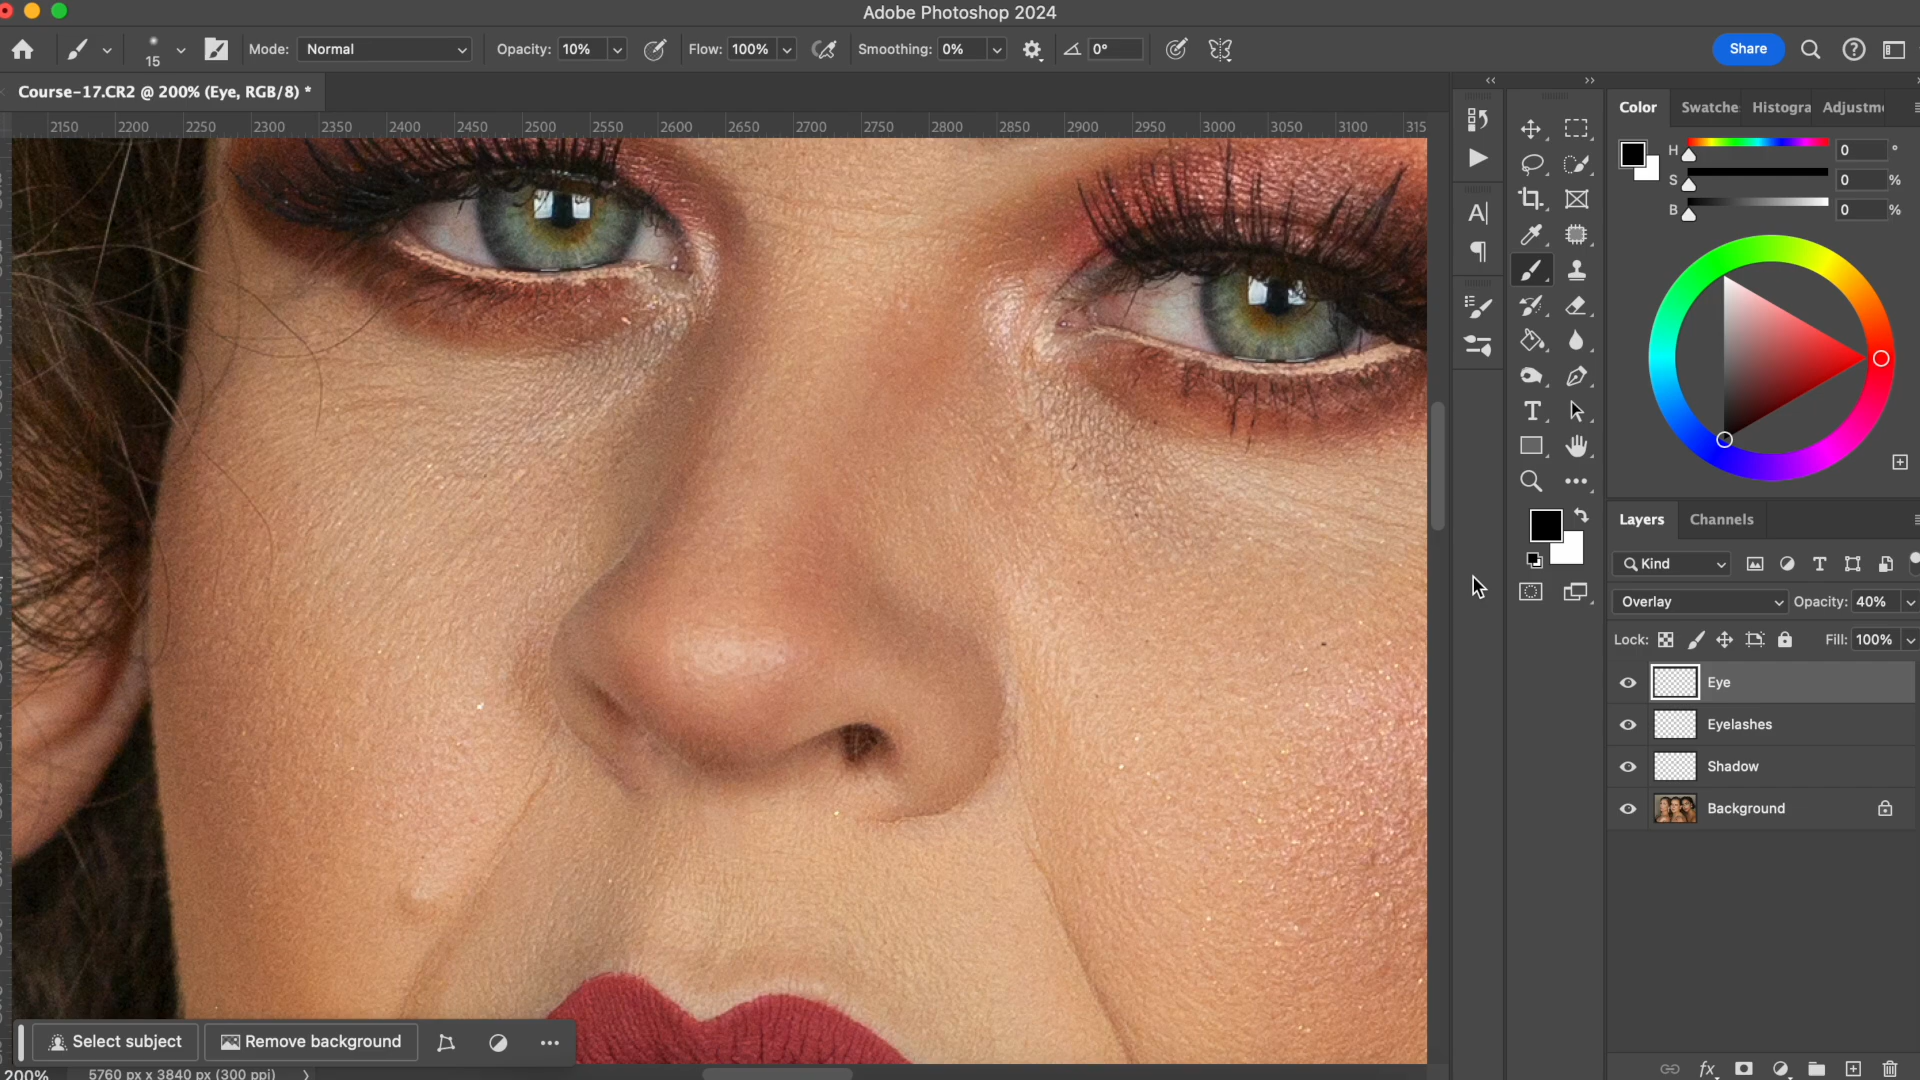 Adobe Photoshop 2024
15 Mode: Normal Opacity: 10% Flow: 100% Smoothing: 0% 0° Share
Course-17.CR2 @ 200% (Eye, RGB/8) *
2150 2200 2250 2300 2350 2400 2450 2500 2550 2600 2650 2700 2750 2800 2850 2900 2950 3000 3050 3100 315
Color Swatche Histogra Adjustm
H 0 °
S 0 %
B 0 %
Layers Channels
Kind
Overlay Opacity: 40%
Lock: Fill: 100%
Eye
Eyelashes
Shadow
Background
Select subject Remove background
200% 5760 px x 3840 px (300 ppi)